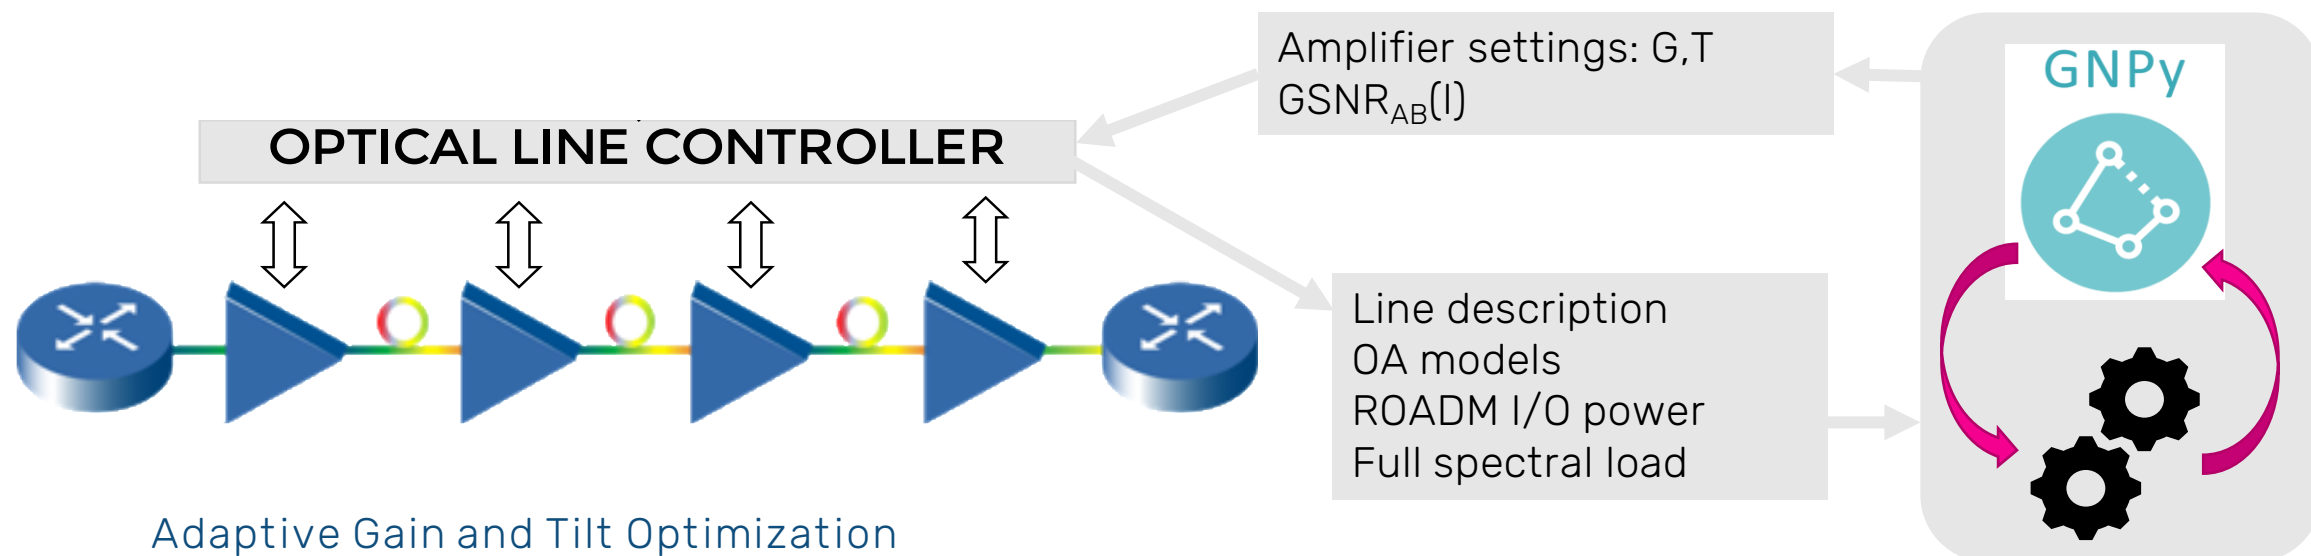 Amplifier settings: G,T
GSNRAB(l)
GNPy
OPTICAL LINE CONTROLLER
Line description
OA models
ROADM I/O power
Full spectral load
Adaptive Gain and Tilt Optimization